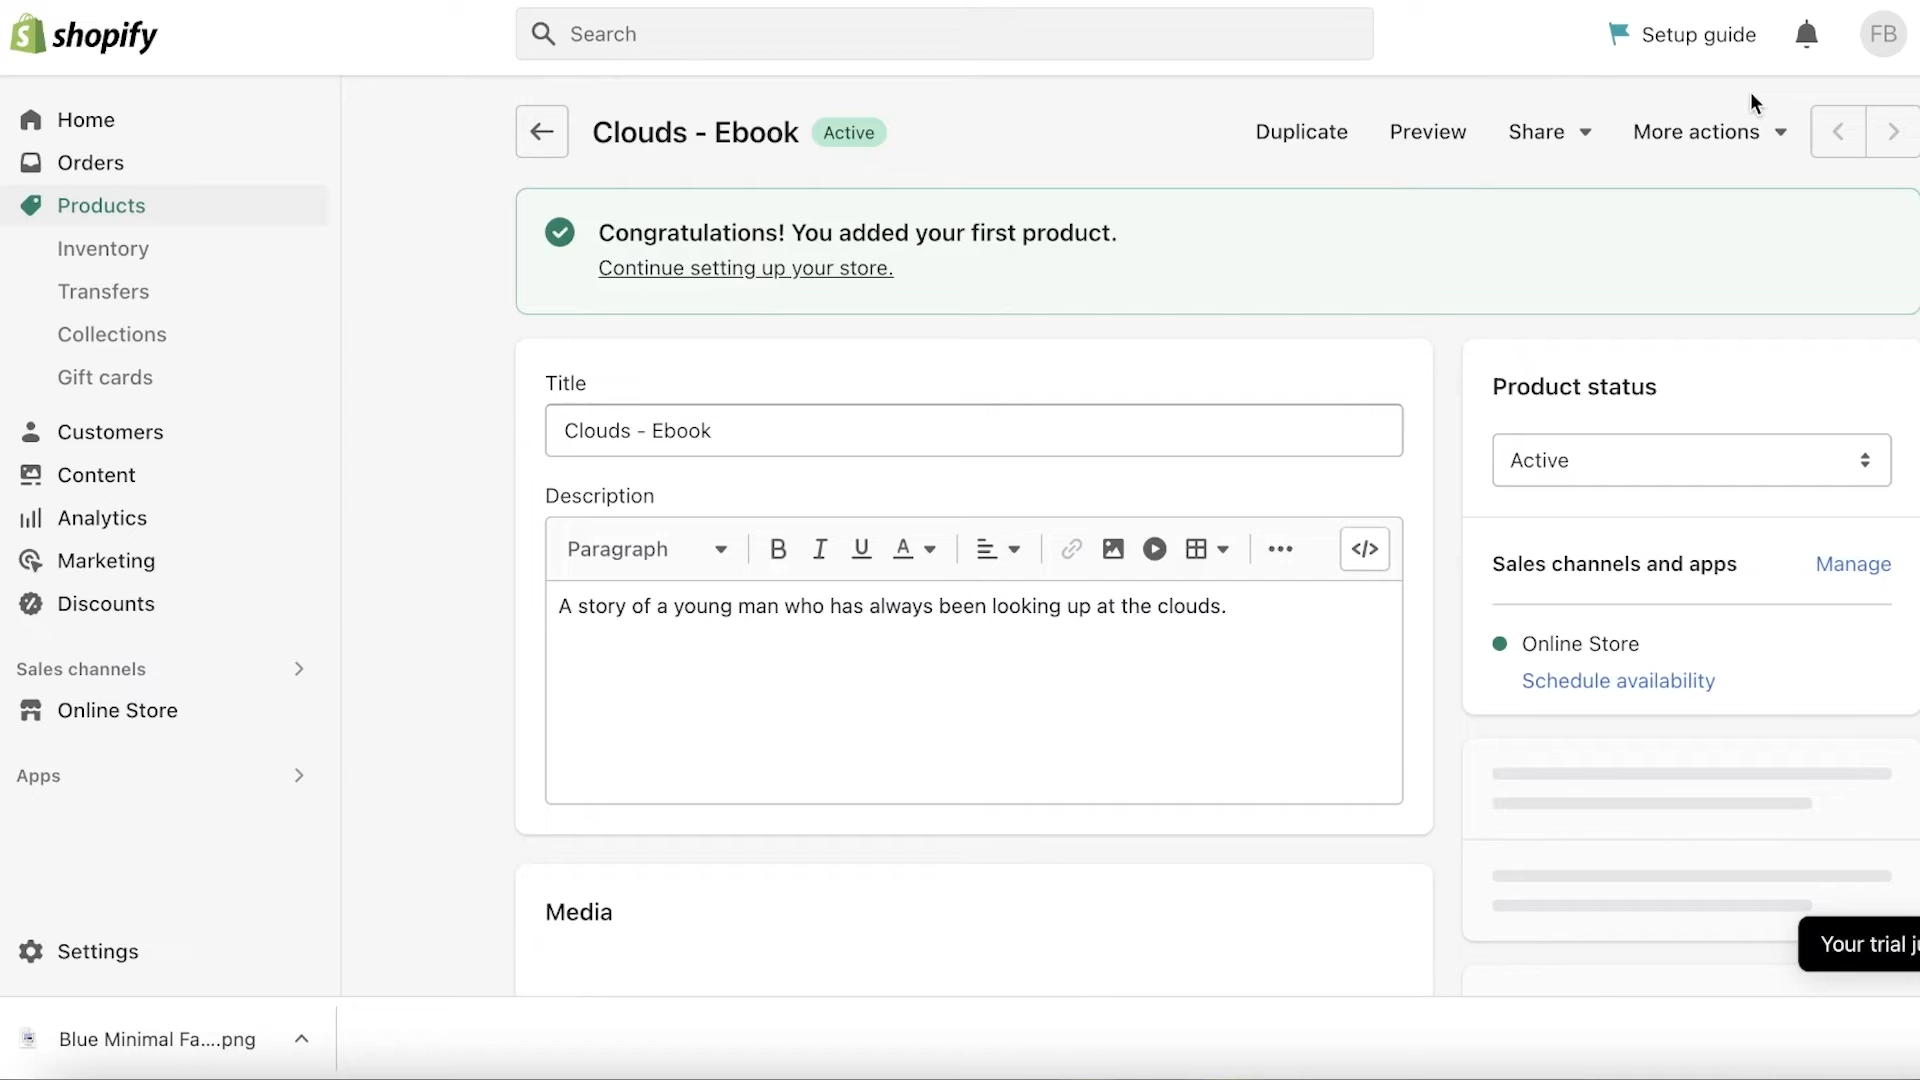 shopify
Search
Setup guide
FB
Home
Orders
Products
Inventory
Transfers
Collections
Gift cards
Customers
Content
Analytics
Marketing
Discounts
Sales channels
Online Store
Apps
Settings
Clouds - Ebook Active
Duplicate Preview Share More actions
Congratulations! You added your first product.
Continue setting up your store.
Title
Clouds - Ebook
Description
Paragraph B I U A </>
A story of a young man who has always been looking up at the clouds.
Media
Product status
Active
Sales channels and apps Manage
Online Store
Schedule availability
Your trial
Blue Minimal Fa....png